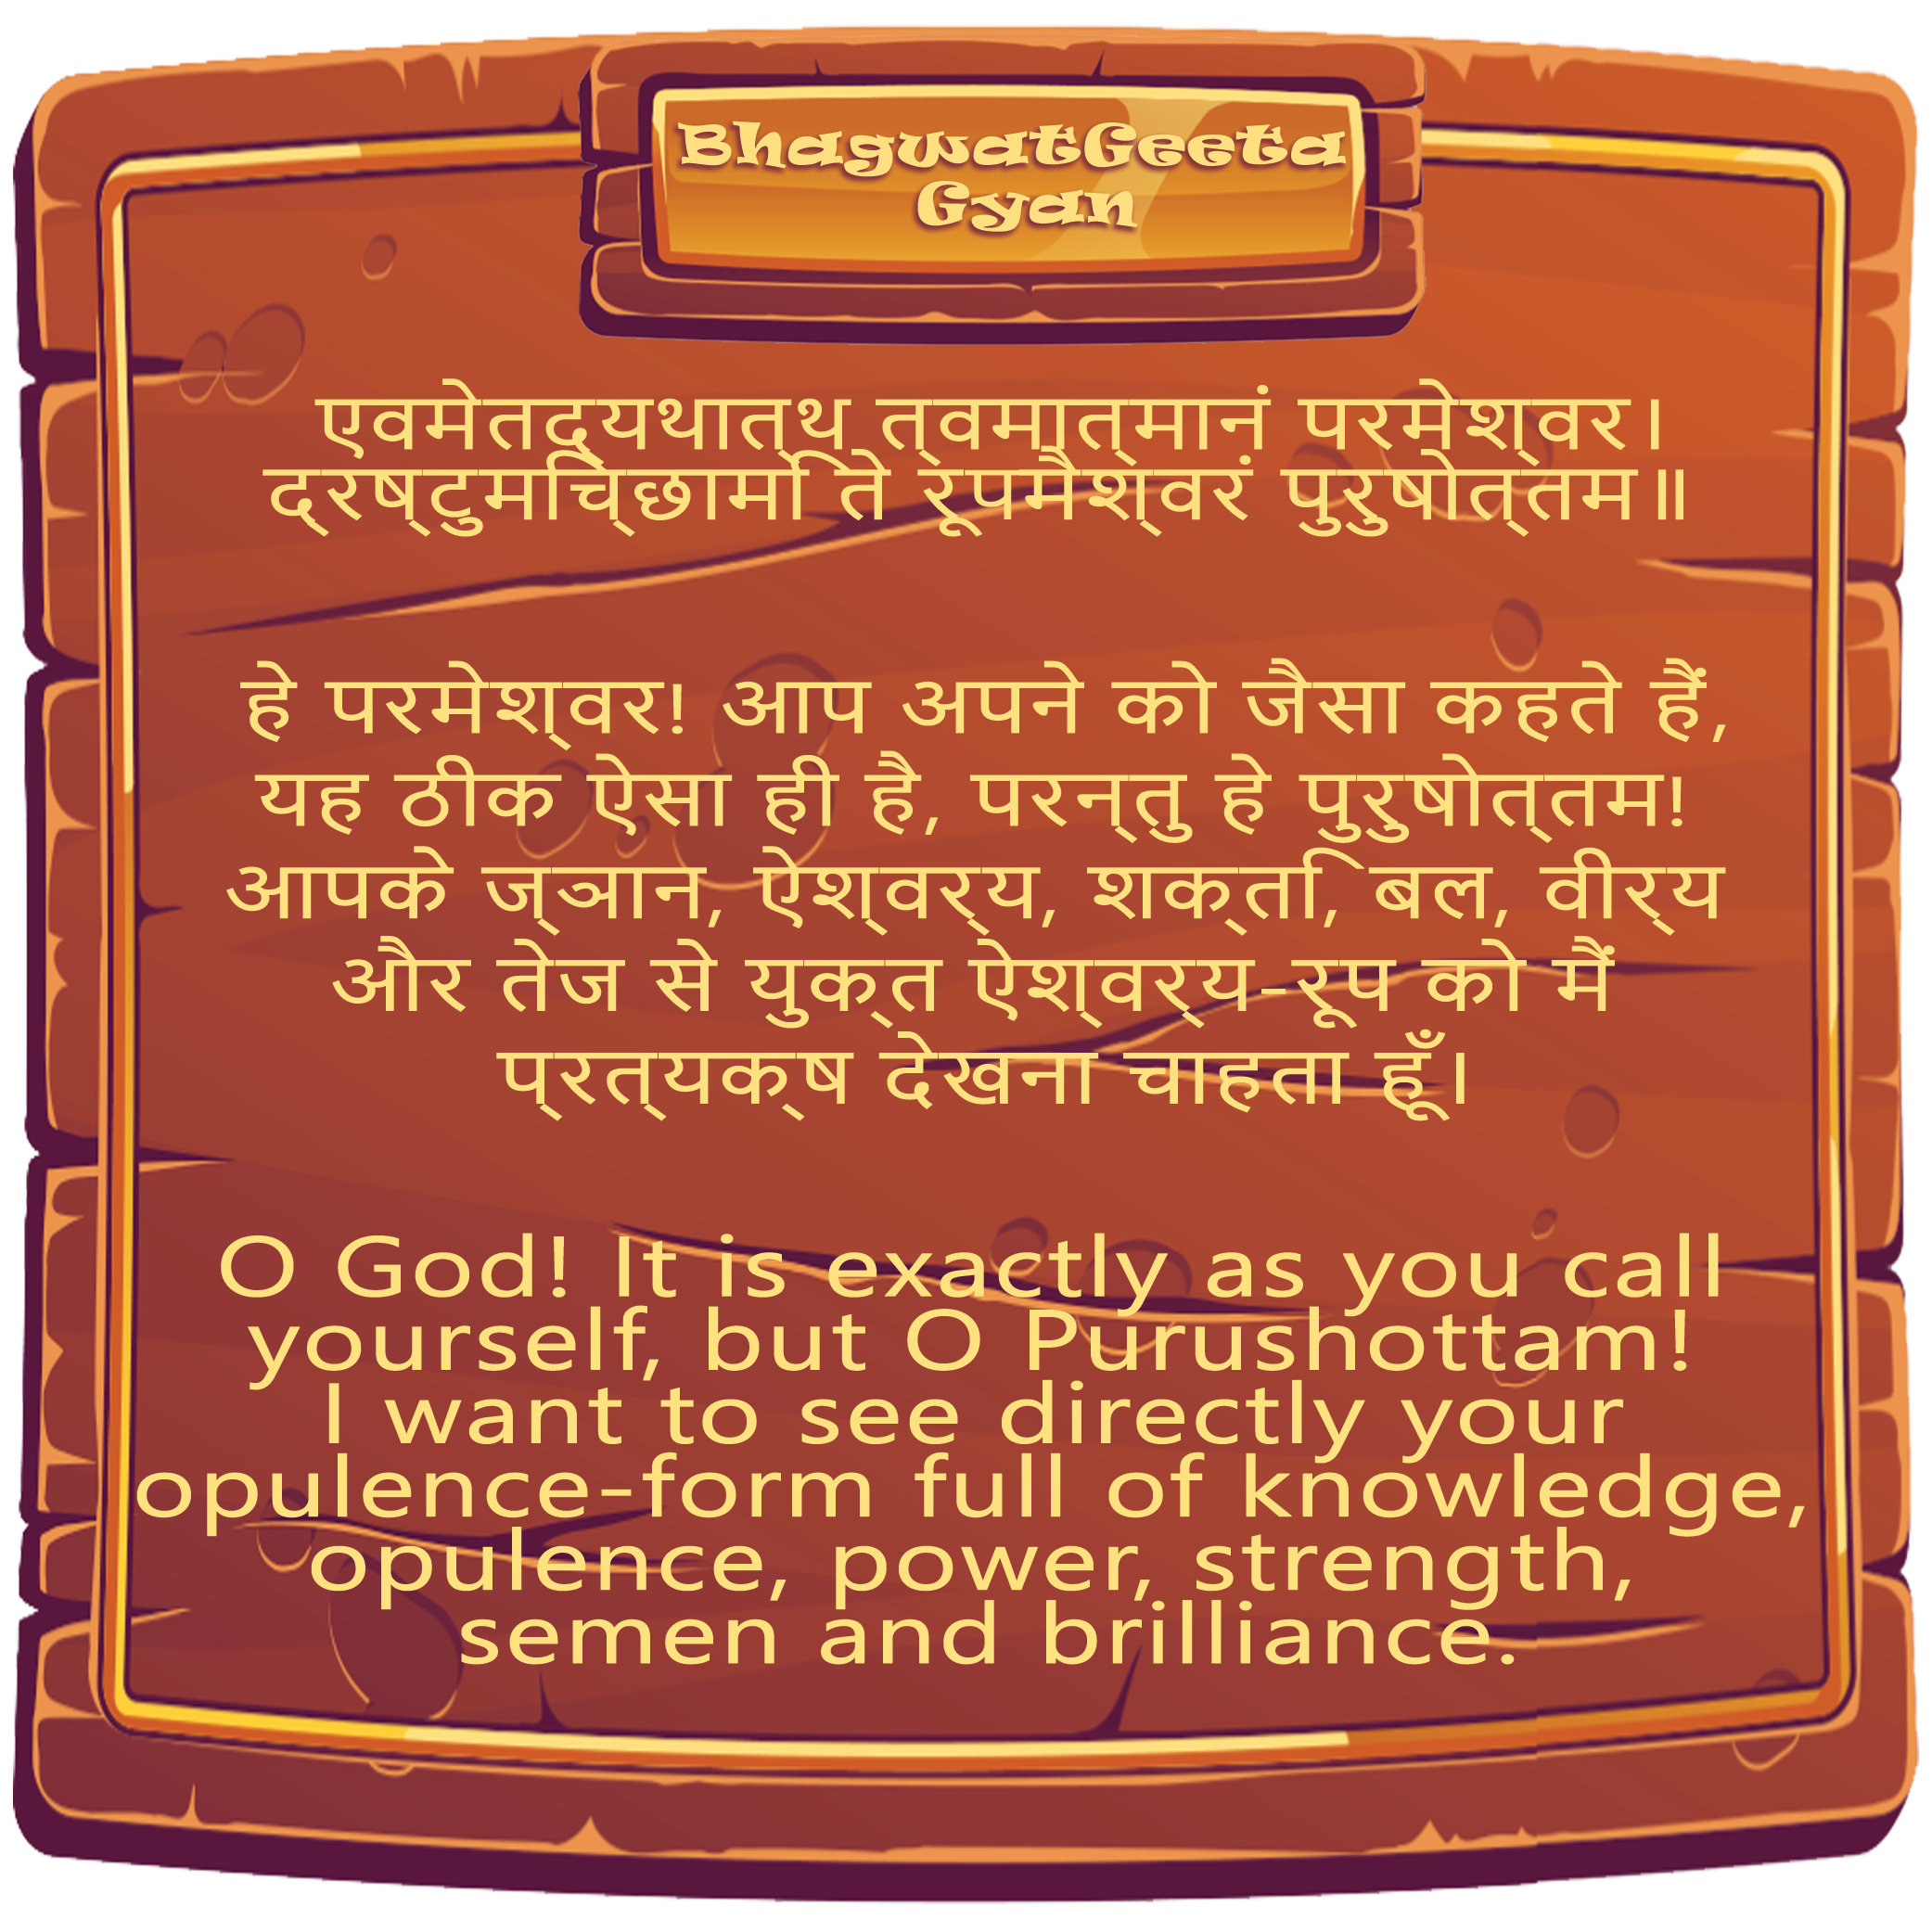 BhagwatGeeta
Gyan
एवमेतद्यथात्थ त्वमात्मानं परमेश्वर।
द्रष्टुमिच्छामि ते रूपमैश्वरं पुरुषोत्तम॥
हे परमेश्वर! आप अपने को जैसा कहते हैं,
यह ठीक ऐसा ही है, परन्तु हे पुरुषोत्तम!
आपके ज्ञान, ऐश्वर्य, शक्ति, बल, वीर्य
और तेज से युक्त ऐश्वर्य-रूप को मैं
प्रत्यक्ष देखना चाहता हूँ।
O God! It is exactly as you call
yourself, but O Purushottam!
I want to see directly your
opulence-form full of knowledge,
opulence, power, strength,
semen and brilliance.